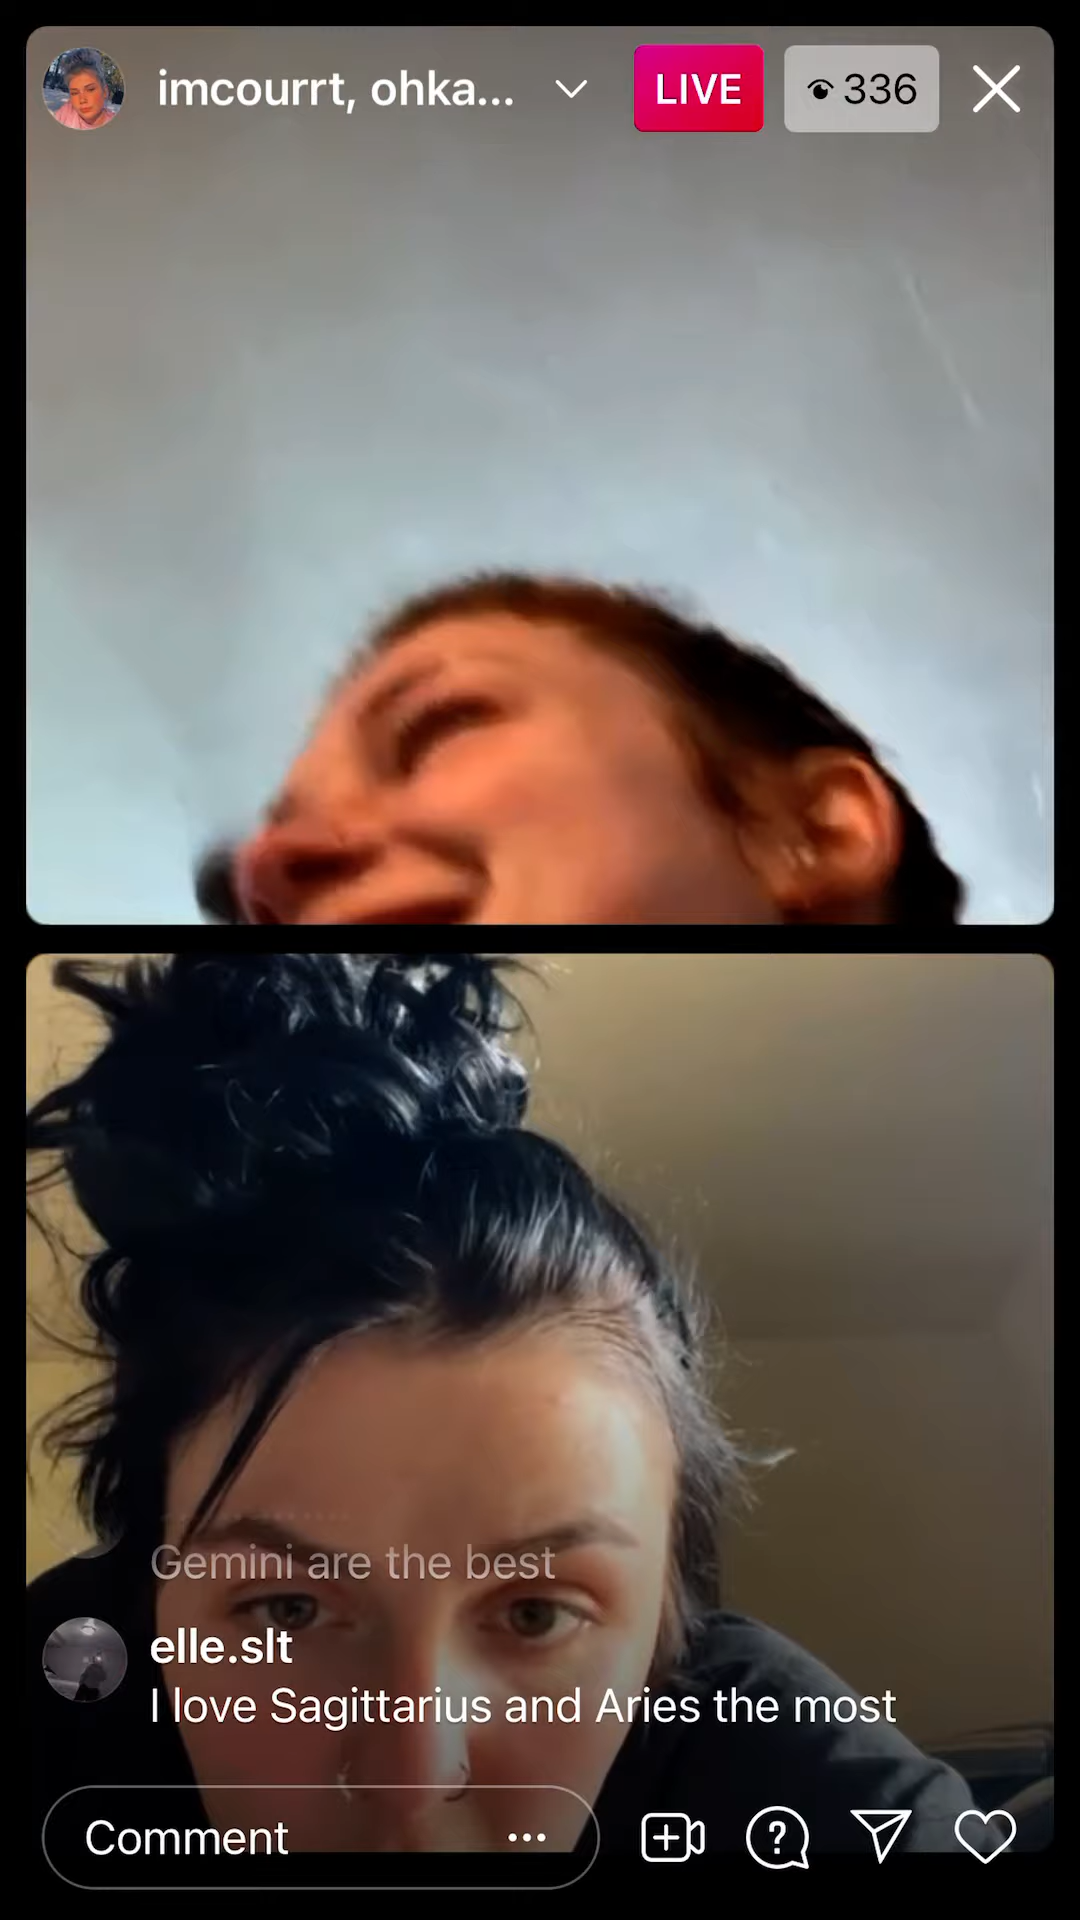 imcourrt, ohka...
LIVE
336
Gemini are the best
elle.slt
I love Sagittarius and Aries the most
Comment